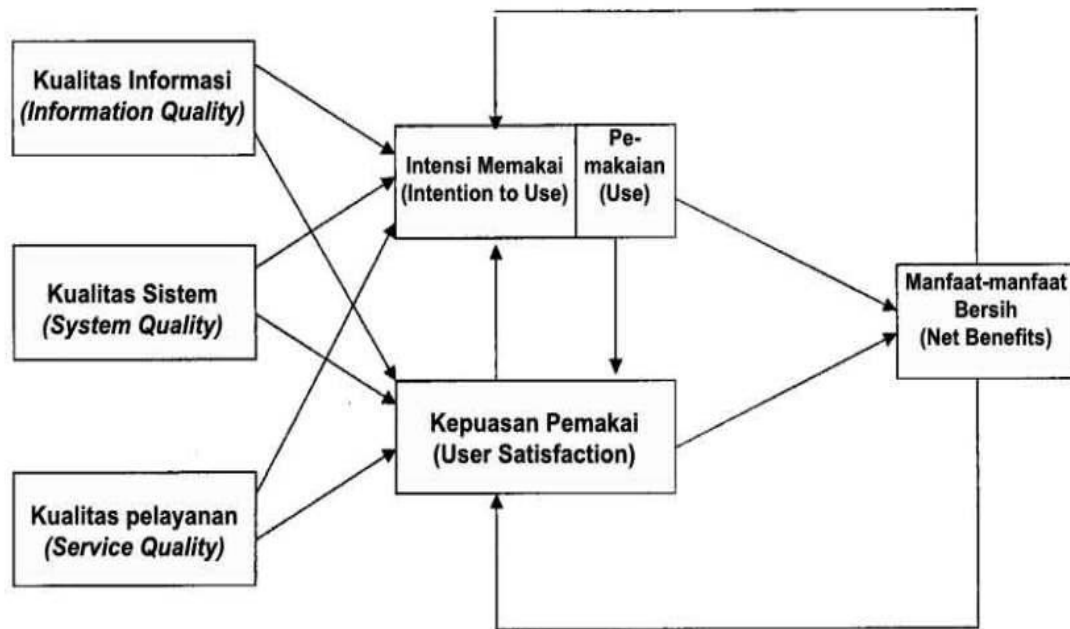 Kualitas Informasi
(Information Quality)
Intensi Memakai
(Intention to Use)
Pe-
makaian
(Use)
Kualitas Sistem
(System Quality)
Manfaat-manfaat
Bersih
(Net Benefits)
Kepuasan Pemakai
(User Satisfaction)
Kualitas pelayanan
(Service Quality)